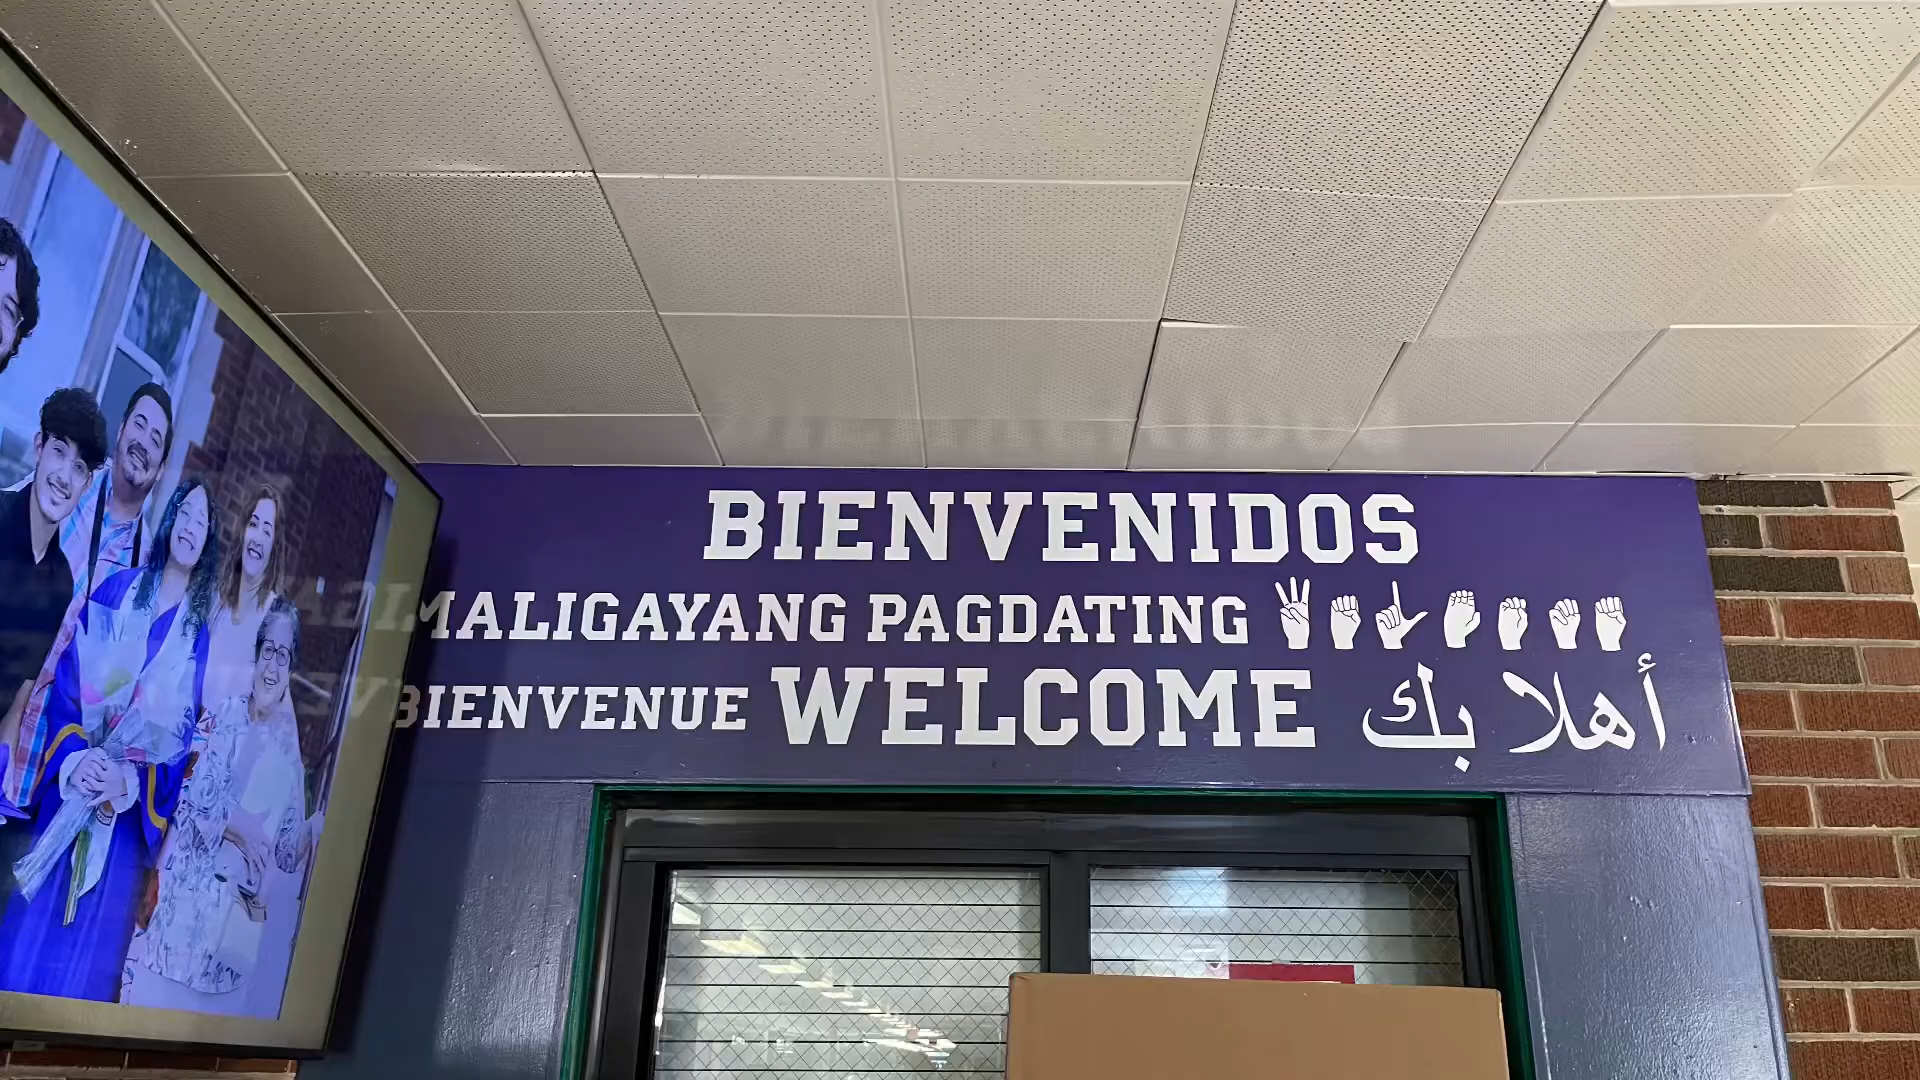 BIENVENIDOS
MALIGAYANG PAGDATING
BIENVENUE WELCOME أهلا بك